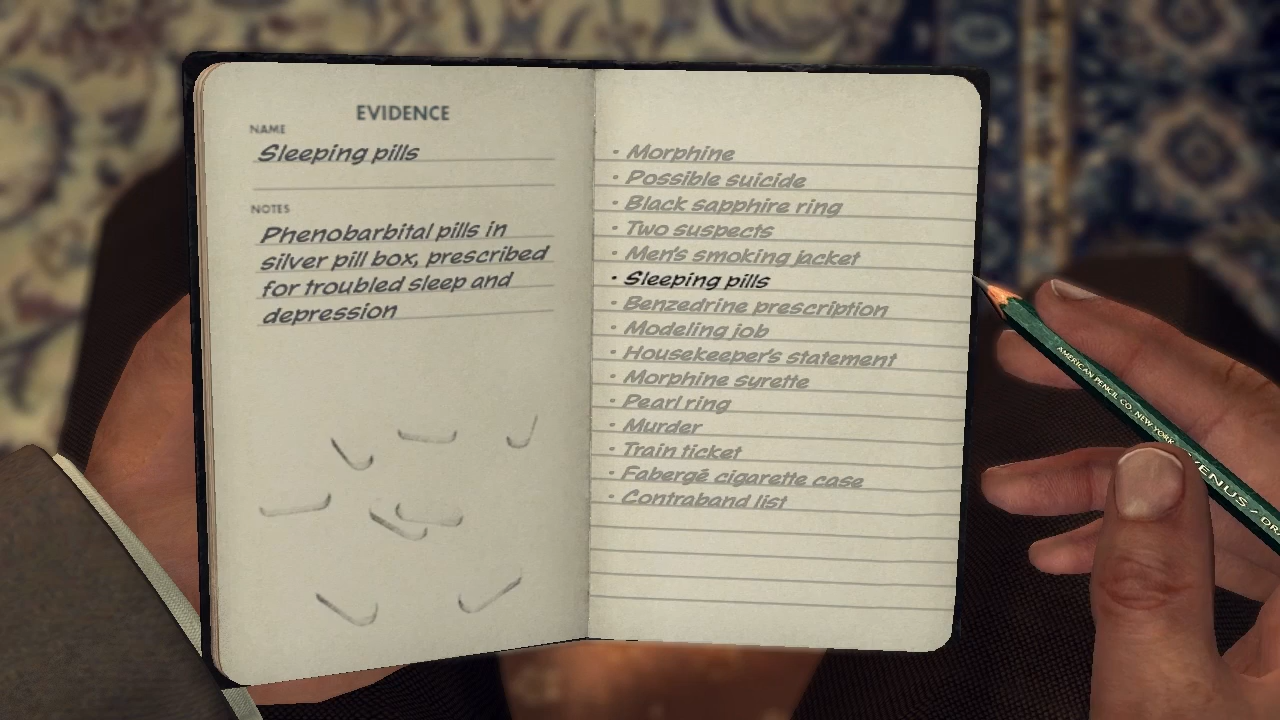 EVIDENCE
NAME
Sleeping pills
NOTES
Phenobarbital pills in
silver pill box, prescribed
for troubled sleep and
depression
• Morphine
• Possible suicide
• Black sapphire ring
• Two suspects
• Men's smoking jacket
• Sleeping pills
• Benzedrine prescription
• Modeling job
• Housekeeper's statement
• Morphine syrette
• Pearl ring
• Murder
• Train ticket
• Fabergé cigarette case
• Contraband list
AMERICAN PENCIL CO. NEW YORK
VENUS / DRA